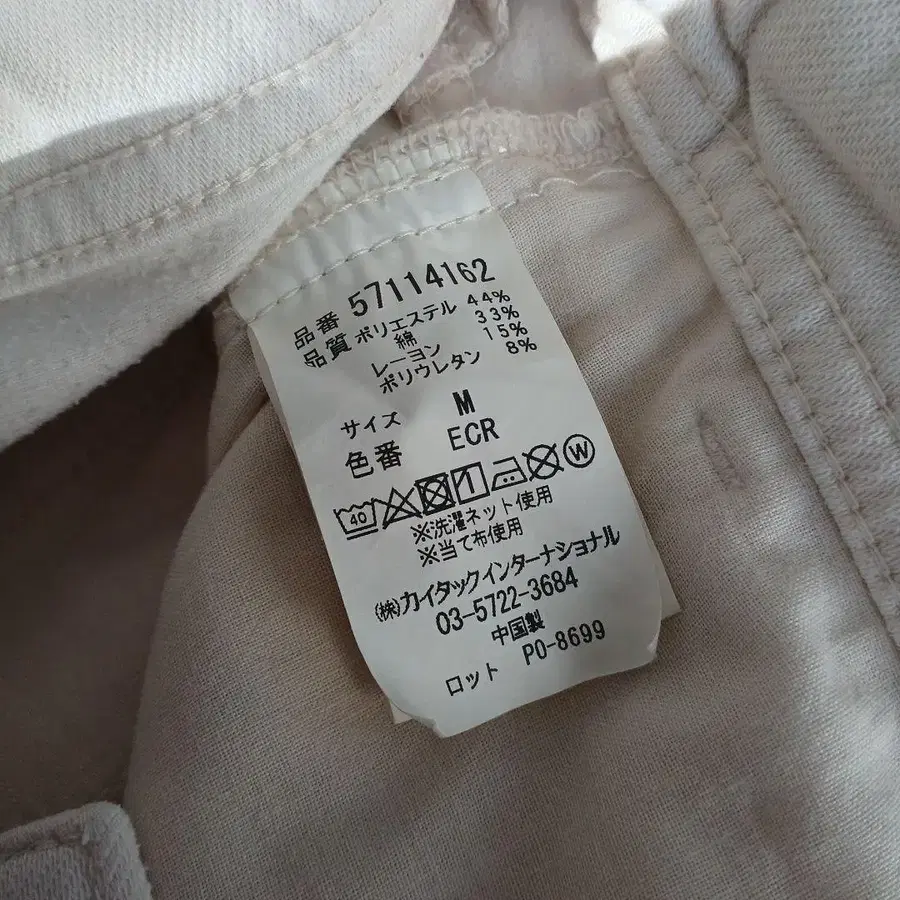 品番 57114162
品質 ポリエステル 44%
綿 33%
レーヨン 15%
ポリウレタン 8%
サイズ M
色番 ECR
40 W
※洗濯ネット使用
※当て布使用
(株)カイタックインターナショナル
03-5722-3684
中国製
ロット PO-8699